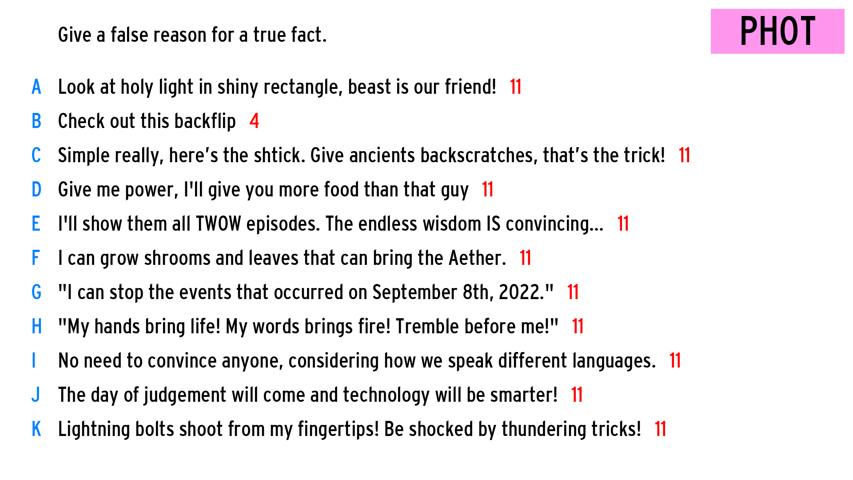 Give a false reason for a true fact.
PHOT
A Look at holy light in shiny rectangle, beast is our friend! 11
B Check out this backflip 4
C Simple really, here's the shtick. Give ancients backscratches, that's the trick! 11
D Give me power, I'll give you more food than that guy 11
E I'll show them all TWOW episodes. The endless wisdom IS convincing... 11
F I can grow shrooms and leaves that can bring the Aether. 11
G "I can stop the events that occurred on September 8th, 2022." 11
H "My hands bring life! My words brings fire! Tremble before me!" 11
I No need to convince anyone, considering how we speak different languages. 11
J The day of judgement will come and technology will be smarter! 11
K Lightning bolts shoot from my fingertips! Be shocked by thundering tricks! 11